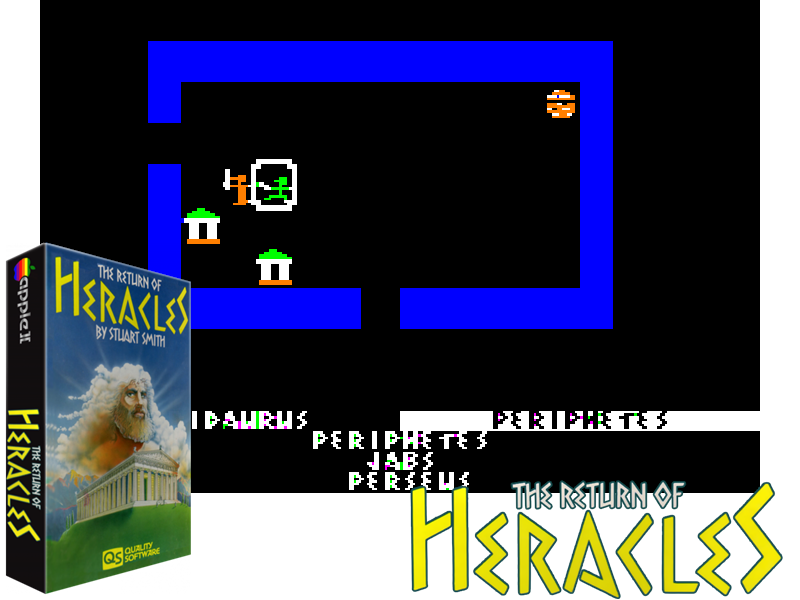 THE RETURN OF
HERACLES
BY STUART SMITH
apple ][
THE RETURN OF
HERACLES
QS QUALITY
SOFTWARE
IDAURUS PERIPHETES
PERIPHETES
JABS
PERSEUS
THE RETURN OF
HERACLES